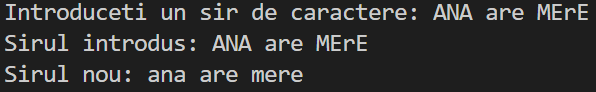 Introduceti un sir de caractere: ANA are MErE
Sirul introdus: ANA are MErE
Sirul nou: ana are mere